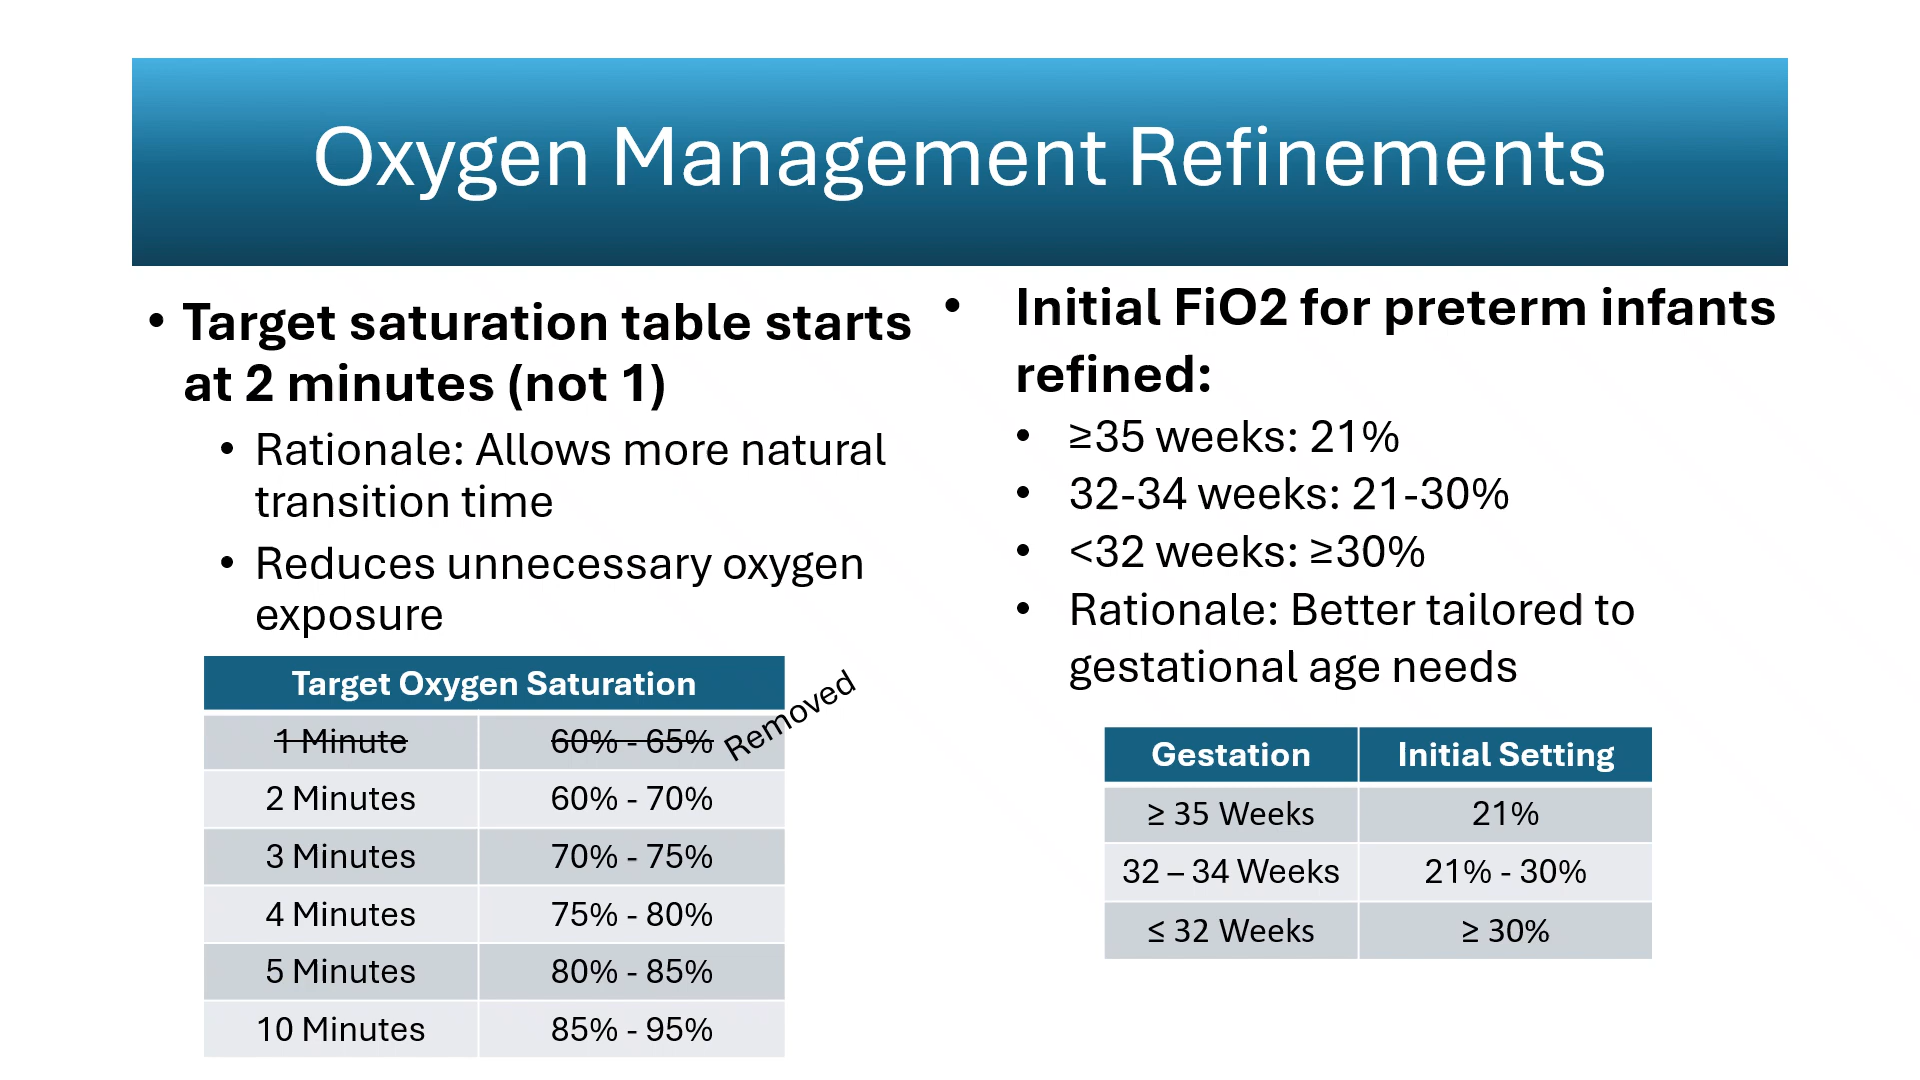 Oxygen Management Refinements
• Target saturation table starts
at 2 minutes (not 1)
• Rationale: Allows more natural
transition time
• Reduces unnecessary oxygen
exposure
Target Oxygen Saturation
1 Minute 60% - 65% Removed
2 Minutes 60% - 70%
3 Minutes 70% - 75%
4 Minutes 75% - 80%
5 Minutes 80% - 85%
10 Minutes 85% - 95%
• Initial FiO2 for preterm infants
refined:
• ≥35 weeks: 21%
• 32-34 weeks: 21-30%
• <32 weeks: ≥30%
• Rationale: Better tailored to
gestational age needs
Gestation Initial Setting
≥ 35 Weeks 21%
32 – 34 Weeks 21% - 30%
≤ 32 Weeks ≥ 30%